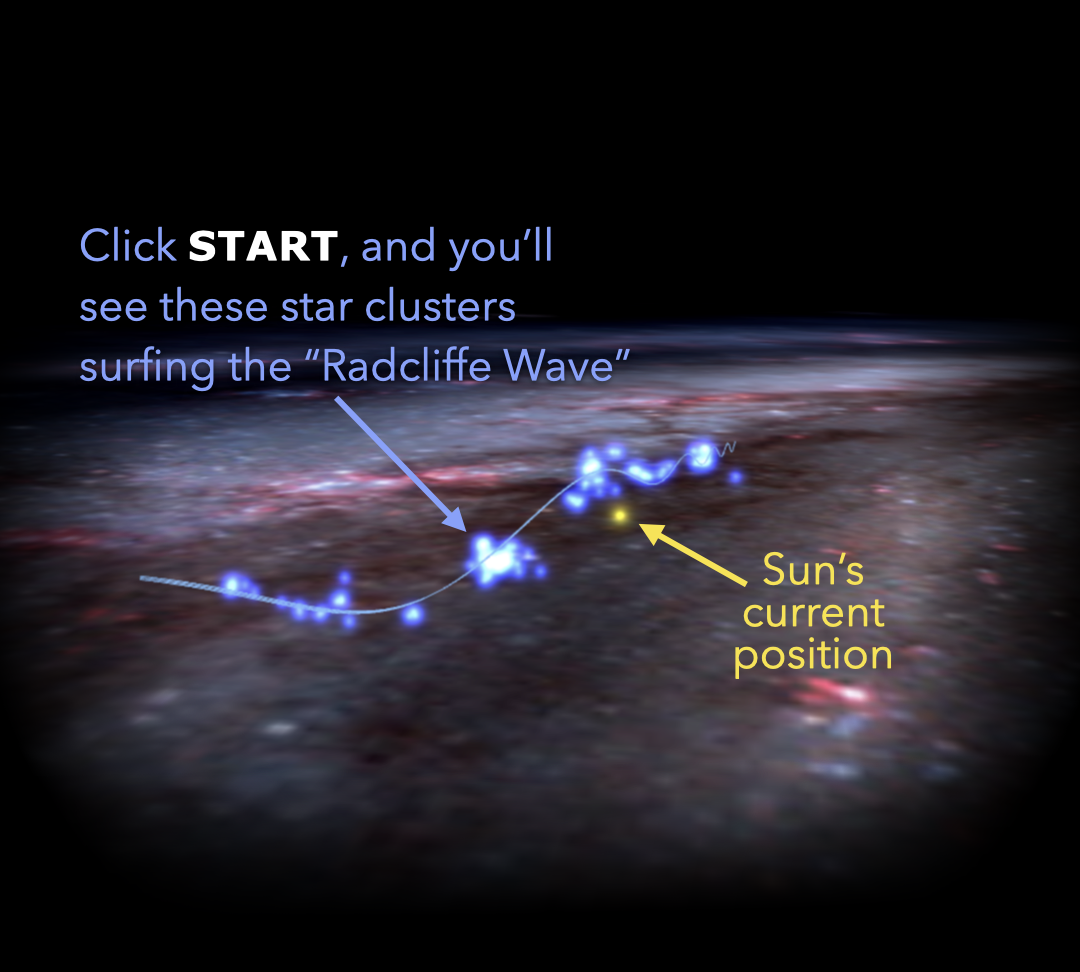 Click START, and you’ll
see these star clusters
surfing the “Radcliffe Wave”
Sun’s
current
position